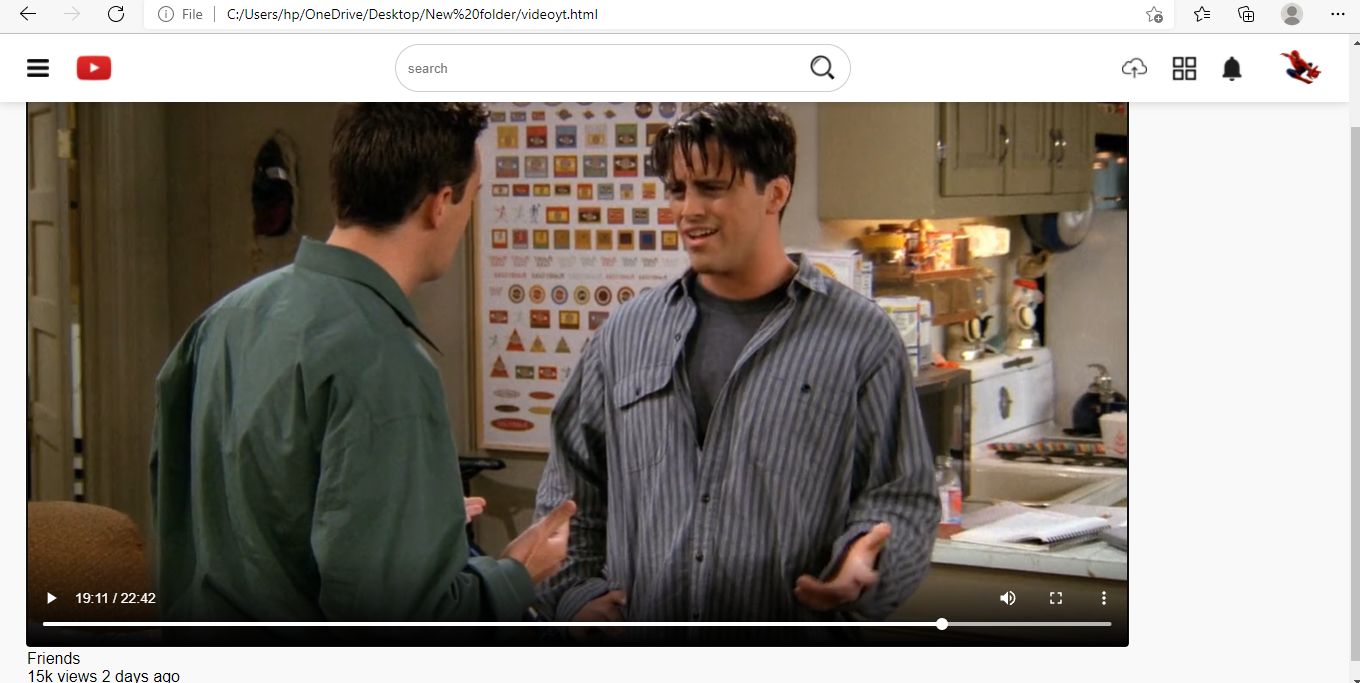 File
C:/Users/hp/OneDrive/Desktop/New%20folder/videoyt.html
search
19:11 / 22:42
Friends
15k views 2 days ago